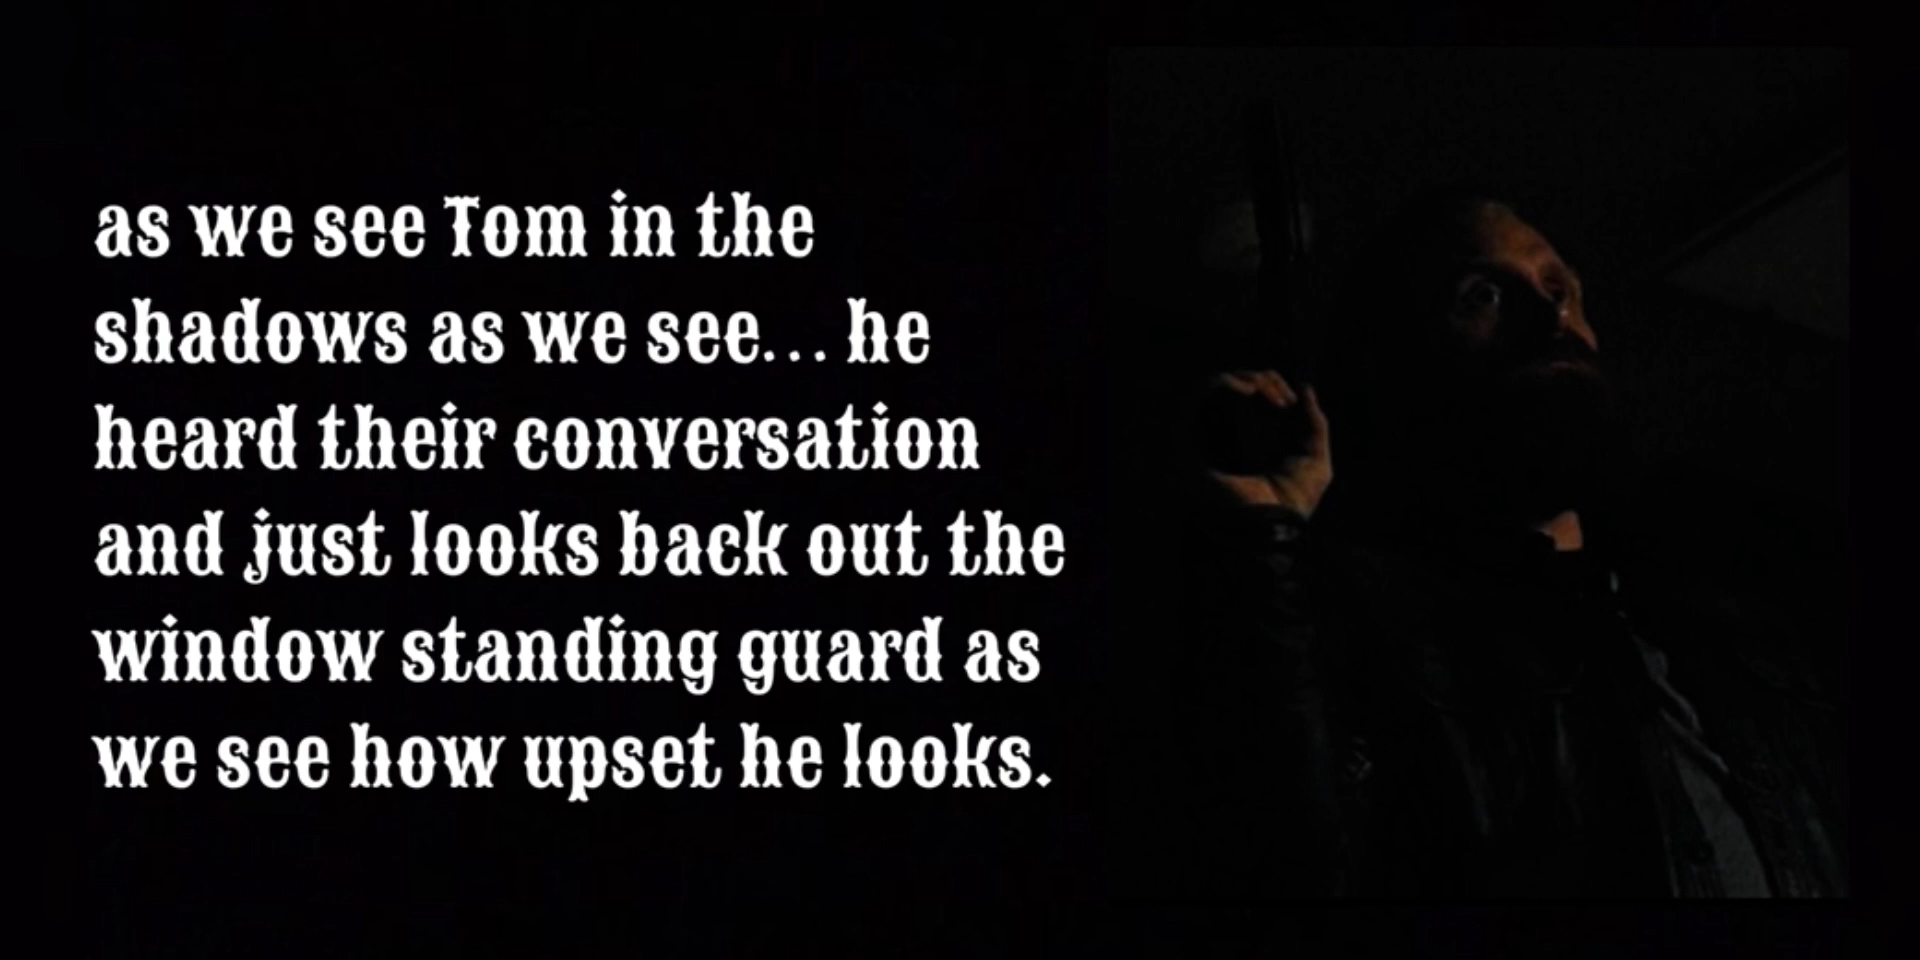 as we see Tom in the
shadows as we see... he
heard their conversation
and just looks back out the
window standing guard as
we see how upset he looks.